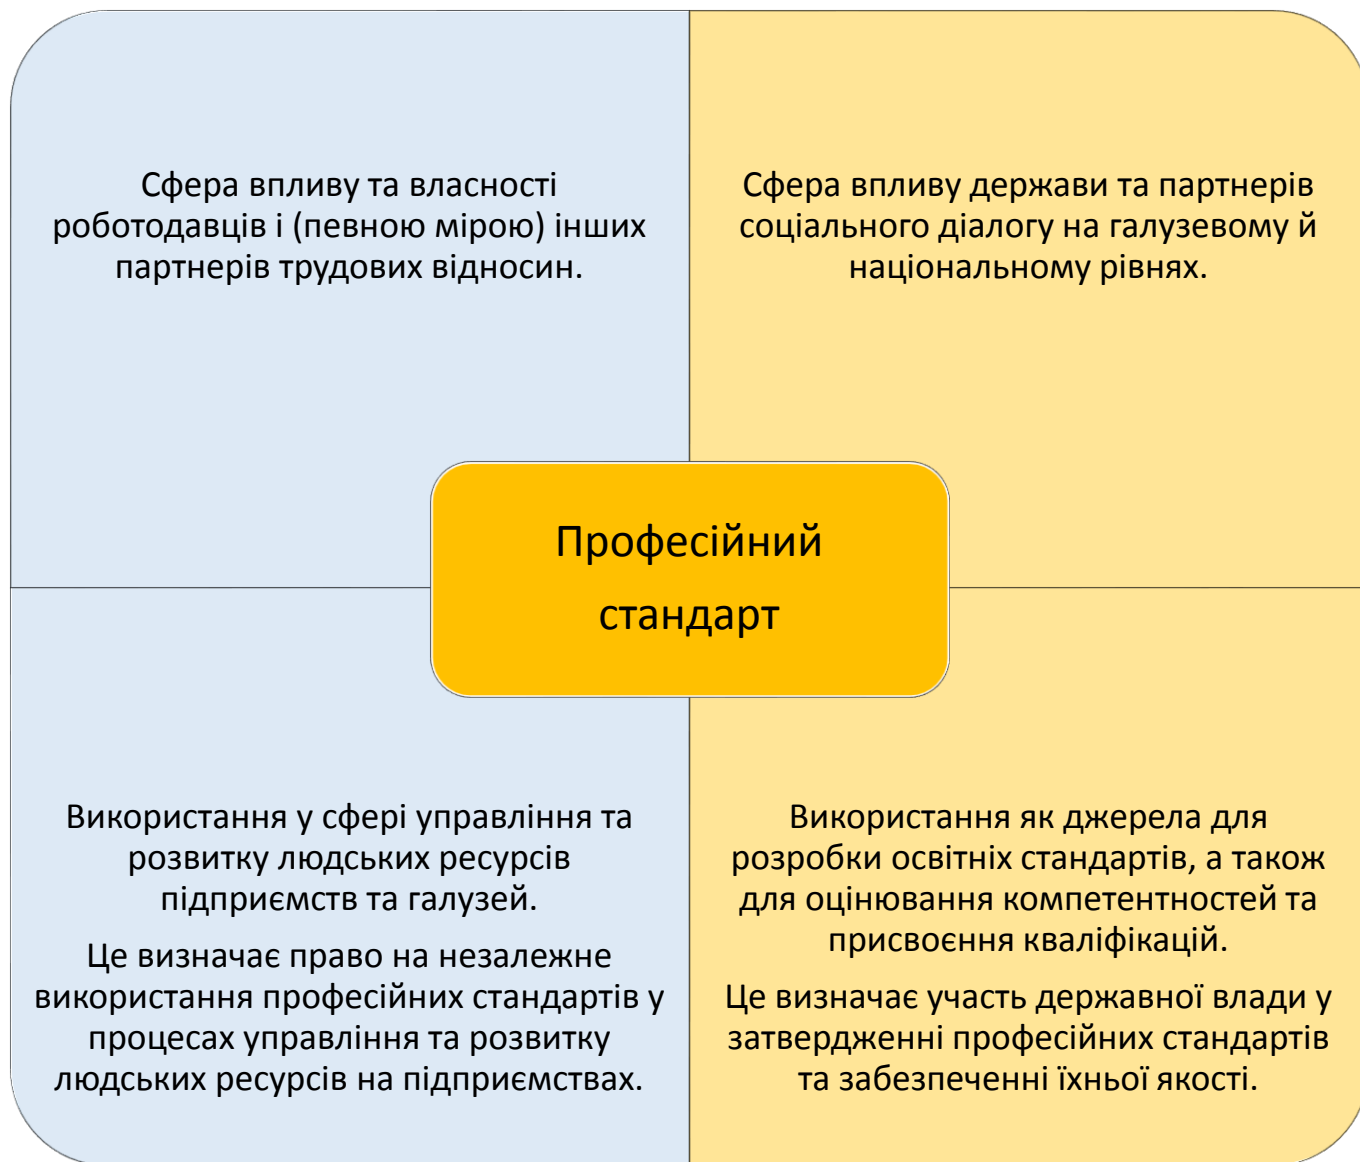 Сфера впливу та власності
роботодавців і (певною мірою) інших
партнерів трудових відносин.
Сфера впливу держави та партнерів
соціального діалогу на галузевому й
національному рівнях.
Професійний
стандарт
Використання у сфері управління та
розвитку людських ресурсів
підприємств та галузей.
Це визначає право на незалежне
використання професійних стандартів у
процесах управління та розвитку
людських ресурсів на підприємствах.
Використання як джерела для
розробки освітніх стандартів, а також
для оцінювання компетентностей та
присвоєння кваліфікацій.
Це визначає участь державної влади у
затвердженні професійних стандартів
та забезпеченні їхньої якості.